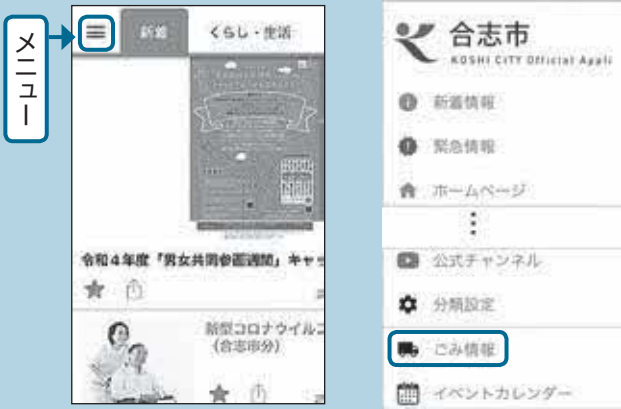 メニュー
新着
くらし・生活
令和4年度「男女共同参画週間」キャッ
新型コロナウイルス
(合志市分)
合志市
KOSHI CITY Official Appli
新着情報
緊急情報
ホームページ
公式チャンネル
分類設定
ごみ情報
イベントカレンダー